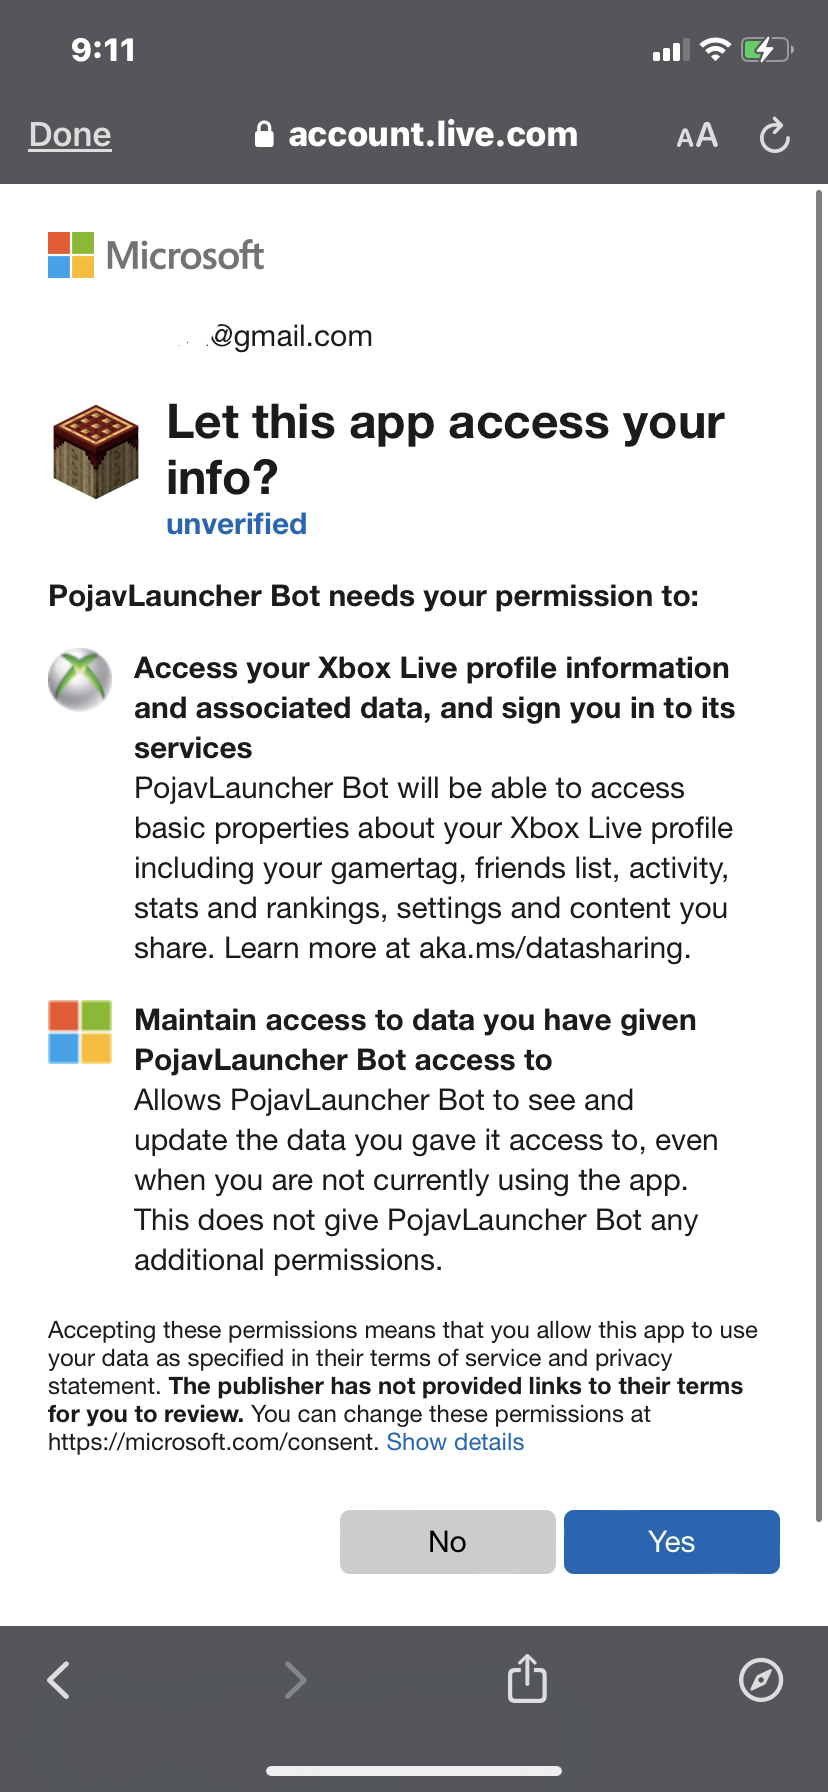 9:11
Done
account.live.com
AA
Microsoft
@gmail.com
Let this app access your
info?
unverified
PojavLauncher Bot needs your permission to:
Access your Xbox Live profile information
and associated data, and sign you in to its
services
PojavLauncher Bot will be able to access
basic properties about your Xbox Live profile
including your gamertag, friends list, activity,
stats and rankings, settings and content you
share. Learn more at aka.ms/datasharing.
Maintain access to data you have given
PojavLauncher Bot access to
Allows PojavLauncher Bot to see and
update the data you gave it access to, even
when you are not currently using the app.
This does not give PojavLauncher Bot any
additional permissions.
Accepting these permissions means that you allow this app to use
your data as specified in their terms of service and privacy
statement. The publisher has not provided links to their terms
for you to review. You can change these permissions at
https://microsoft.com/consent. Show details
No
Yes